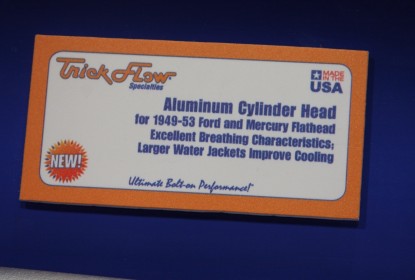 Trick Flow
Specialties
MADE
IN THE
USA
Aluminum Cylinder Head
for 1949-53 Ford and Mercury Flathead
Excellent Breathing Characteristics;
Larger Water Jackets Improve Cooling
NEW!
Ultimate Bolt-on Performance!